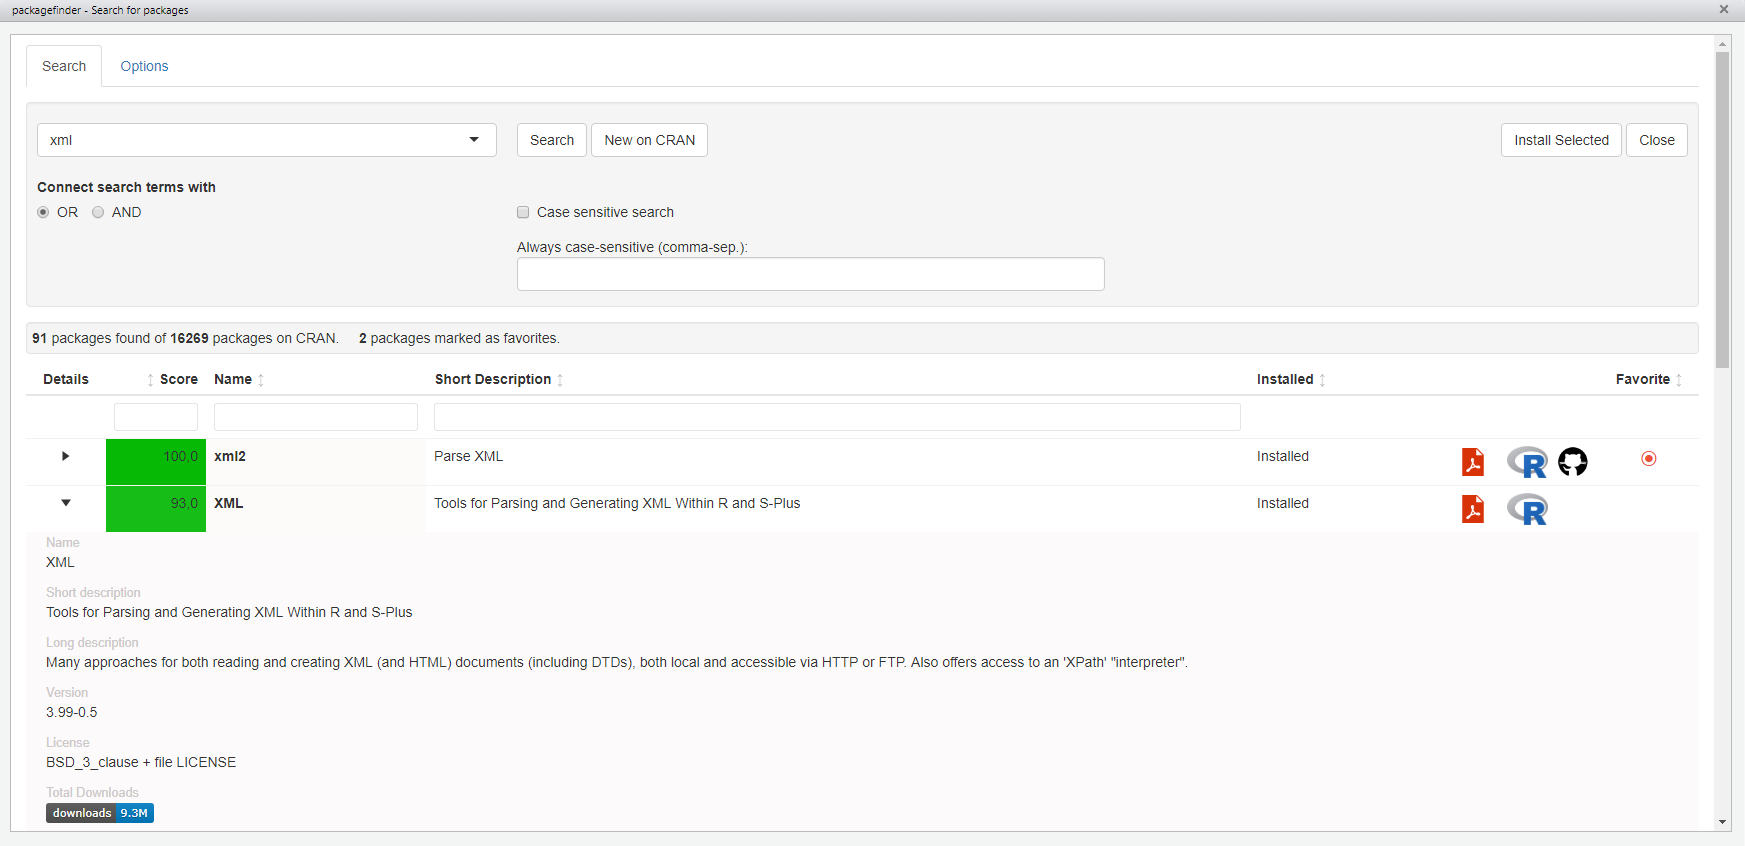 packagefinder - Search for packages
Search Options
xml Search New on CRAN Install Selected Close
Connect search terms with
OR AND Case sensitive search
Always case-sensitive (comma-sep.):
91 packages found of 16269 packages on CRAN. 2 packages marked as favorites.
Details Score Name Short Description Installed Favorite
100,0 xml2 Parse XML Installed R
93,0 XML Tools for Parsing and Generating XML Within R and S-Plus Installed R
Name
XML
Short description
Tools for Parsing and Generating XML Within R and S-Plus
Long description
Many approaches for both reading and creating XML (and HTML) documents (including DTDs), both local and accessible via HTTP or FTP. Also offers access to an 'XPath' "interpreter".
Version
3.99-0.5
License
BSD_3_clause + file LICENSE
Total Downloads
downloads 9.3M